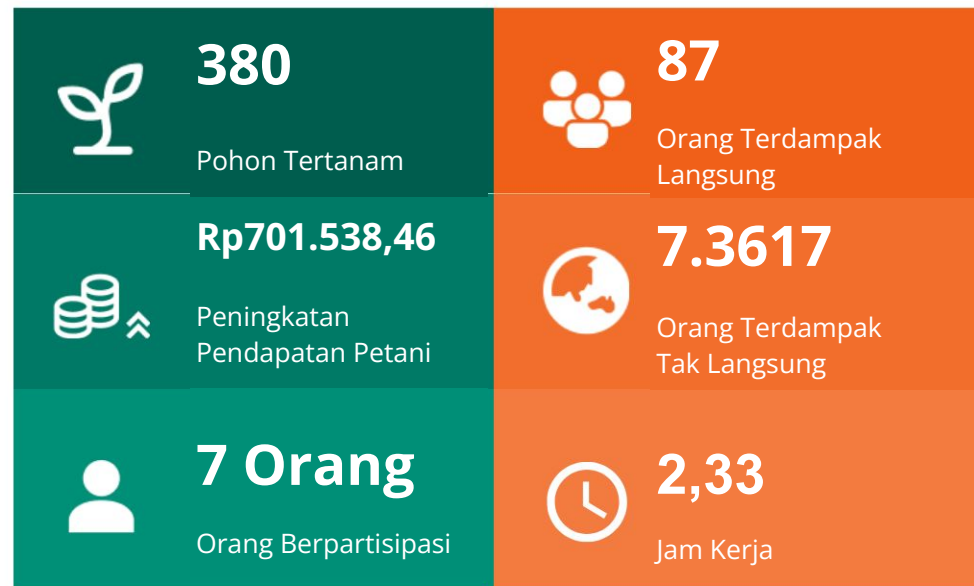 380
Pohon Tertanam
87
Orang Terdampak
Langsung
Rp701.538,46
Peningkatan
Pendapatan Petani
7.3617
Orang Terdampak
Tak Langsung
7 Orang
Orang Berpartisipasi
2,33
Jam Kerja